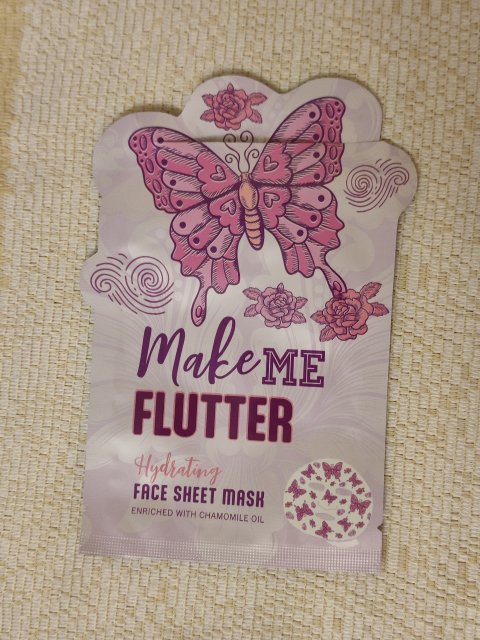 Make ME
FLUTTER
Hydrating
FACE SHEET MASK
ENRICHED WITH CHAMOMILE OIL